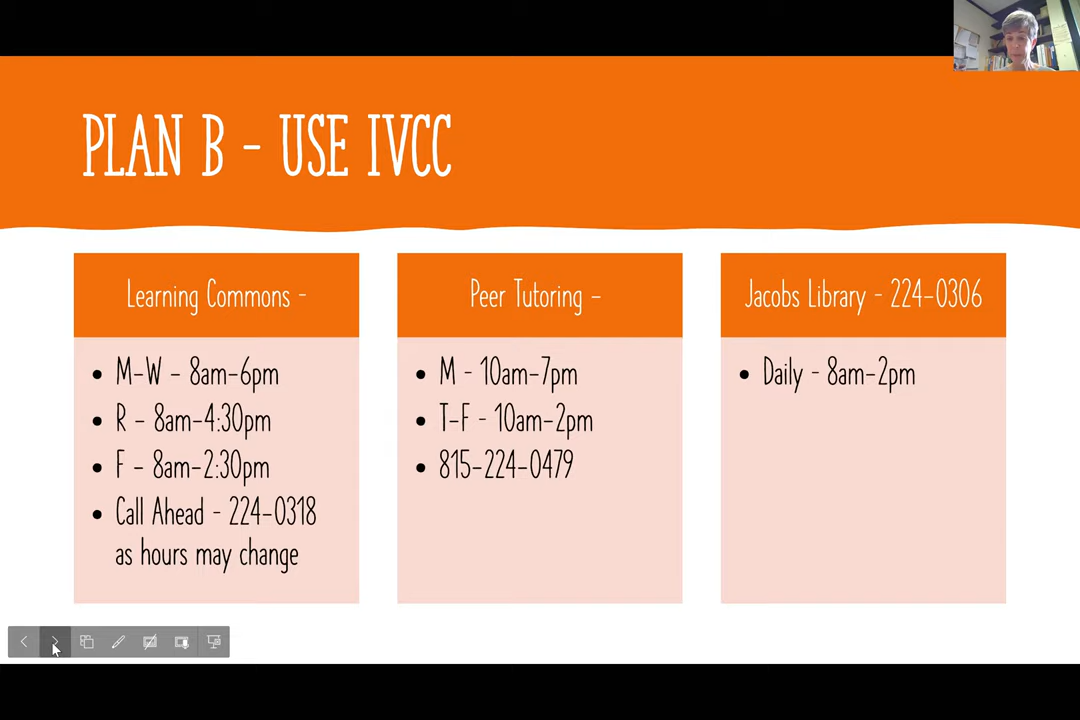 PLAN B - USE IVCC
Learning Commons -
M-W - 8am-6pm
R - 8am-4:30pm
F - 8am-2:30pm
Call Ahead - 224-0318
as hours may change
Peer Tutoring –
M - 10am-7pm
T-F - 10am-2pm
815-224-0479
Jacobs Library - 224-0306
Daily - 8am-2pm